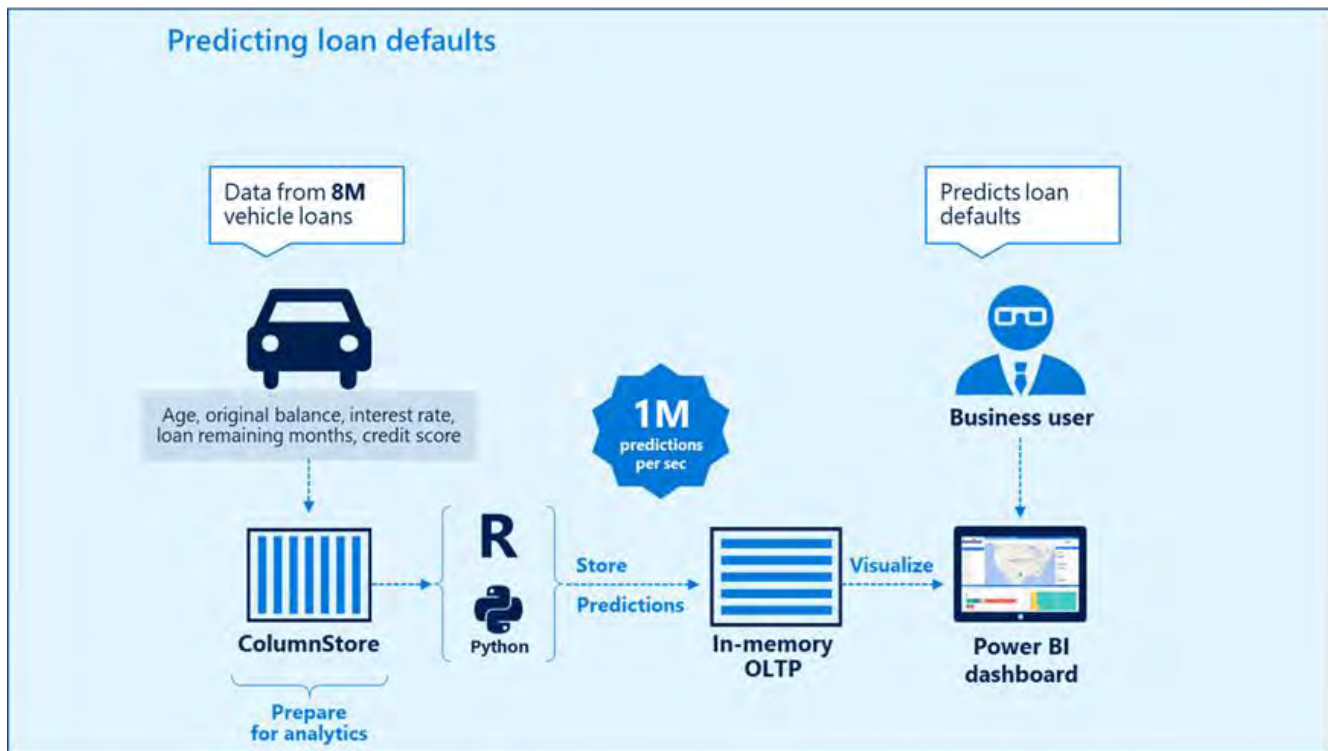 Predicting loan defaults
Data from 8M
vehicle loans
Predicts loan
defaults
Age, original balance, interest rate,
loan remaining months, credit score
1M
predictions
per sec
Business user
R
Python
Store
Predictions
Visualize
ColumnStore
In-memory
OLTP
Power BI
dashboard
Prepare
for analytics